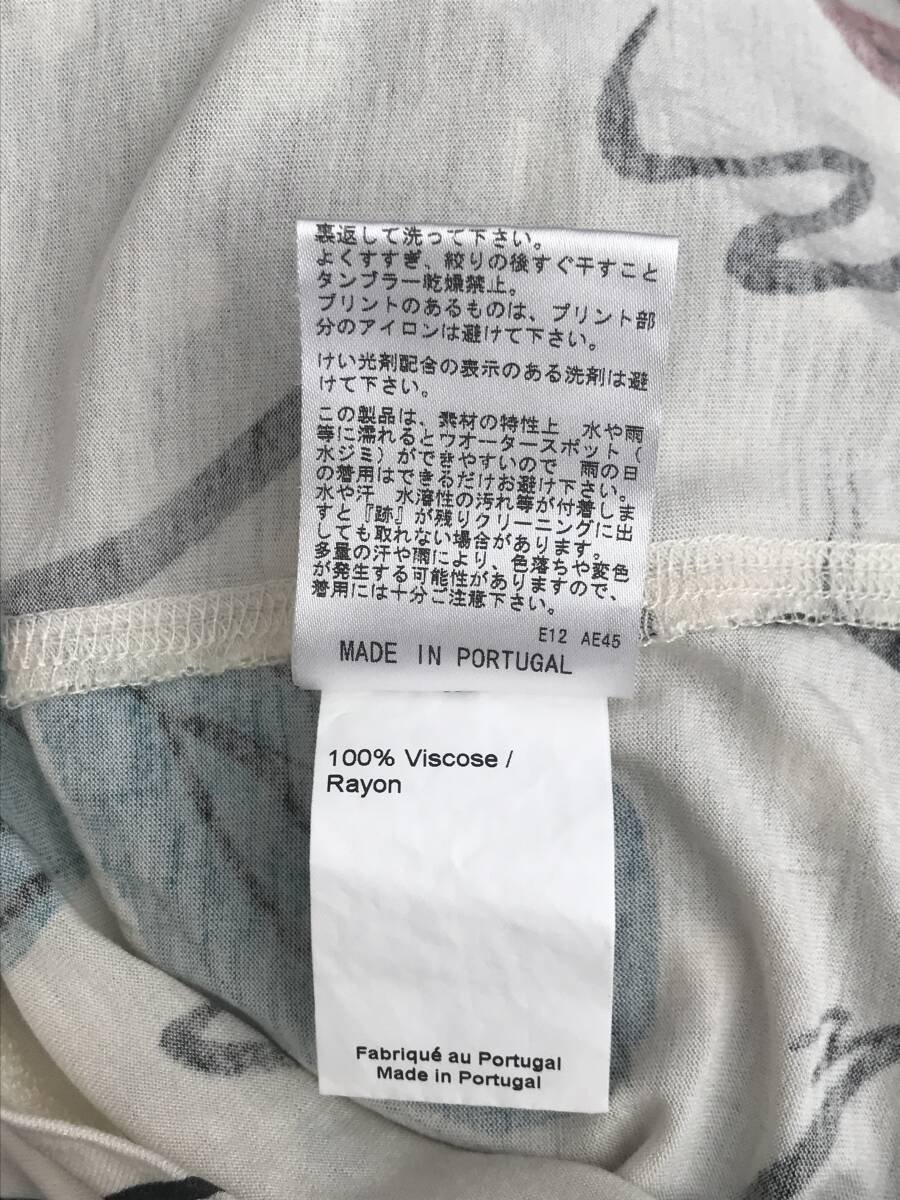 裏返して洗って下さい。
よくすすぎ、絞りの後すぐ干すこと
タンブラー乾燥禁止。
プリントのあるものは、プリント部
分のアイロンは避けて下さい。
けい光剤配合の表示のある洗剤は避
けて下さい。
この製品は、素材の特性上　水や雨
等に濡れるとウオータースポット（
水ジミ）ができやすいので　雨の日
の着用はできるだけお避け下さい。
水や汗　水溶性の汚れ等が付着しま
すと『跡』が残りクリーニングに出
しても取れない場合があります。
多量の汗や雨により、色落ちや変色
が発生する可能性がありますので、
着用には十分ご注意下さい。
E12 AE45
MADE IN PORTUGAL
100% Viscose /
Rayon
Fabriqué au Portugal
Made in Portugal